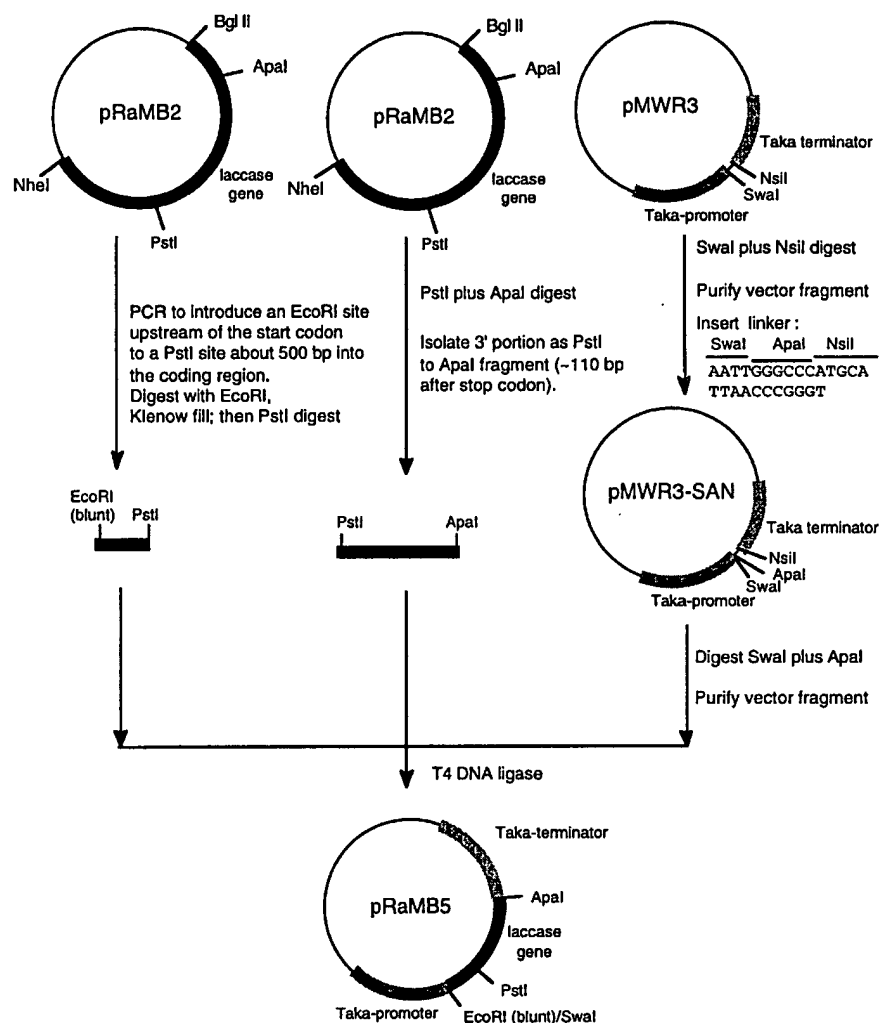 Bgl II
ApaI
pRaMB2
NheI
laccase
gene
PstI
Bgl II
ApaI
pRaMB2
NheI
laccase
gene
PstI
pMWR3
Taka terminator
NsiI
SwaI
Taka-promoter
PCR to introduce an EcoRI site
upstream of the start codon
to a PstI site about 500 bp into
the coding region.
Digest with EcoRI,
Klenow fill; then PstI digest
PstI plus ApaI digest
Isolate 3' portion as PstI
to ApaI fragment (~110 bp
after stop codon).
SwaI plus NsiI digest
Purify vector fragment
Insert linker :
SwaI ApaI NsiI
AATTGGGCCCATGCA
TTAACCCGGGT
EcoRI
(blunt) PstI
PstI ApaI
pMWR3-SAN
Taka terminator
NsiI
ApaI
SwaI
Taka-promoter
Digest SwaI plus ApaI
Purify vector fragment
T4 DNA ligase
Taka-terminator
pRaMB5
ApaI
laccase
gene
PstI
Taka-promoter
EcoRI (blunt)/SwaI